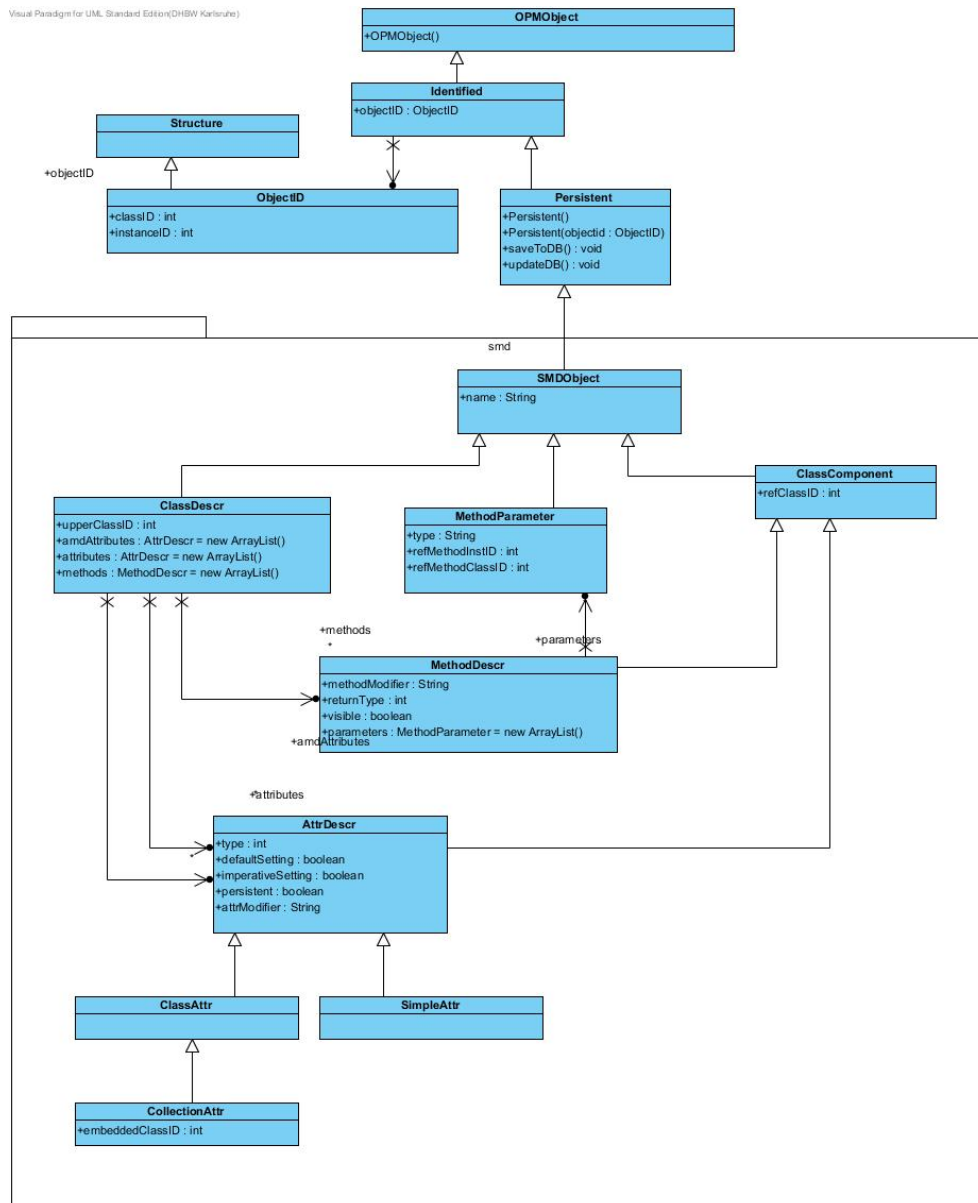 Visual Paradigm for UML Standard Edition(DHBW Karlsruhe)
OPMObject
+OPMObject()
Identified
+objectID : ObjectID
Structure
+objectID
ObjectID
+classID : int
+instanceID : int
Persistent
+Persistent()
+Persistent(objectid : ObjectID)
+saveToDB() : void
+updateDB() : void
smd
SMDObject
+name : String
ClassComponent
+refClassID : int
ClassDescr
+upperClassID : int
+amdAttributes : AttrDescr = new ArrayList()
+attributes : AttrDescr = new ArrayList()
+methods : MethodDescr = new ArrayList()
MethodParameter
+type : String
+refMethodInstID : int
+refMethodClassID : int
+methods
*
+parameters
MethodDescr
+methodModifier : String
+returnType : int
+visible : boolean
+parameters : MethodParameter = new ArrayList()
+amdAttributes
*
+attributes
AttrDescr
+type : int
*
+defaultSetting : boolean
+imperativeSetting : boolean
+persistent : boolean
+attrModifier : String
ClassAttr
SimpleAttr
CollectionAttr
+embeddedClassID : int